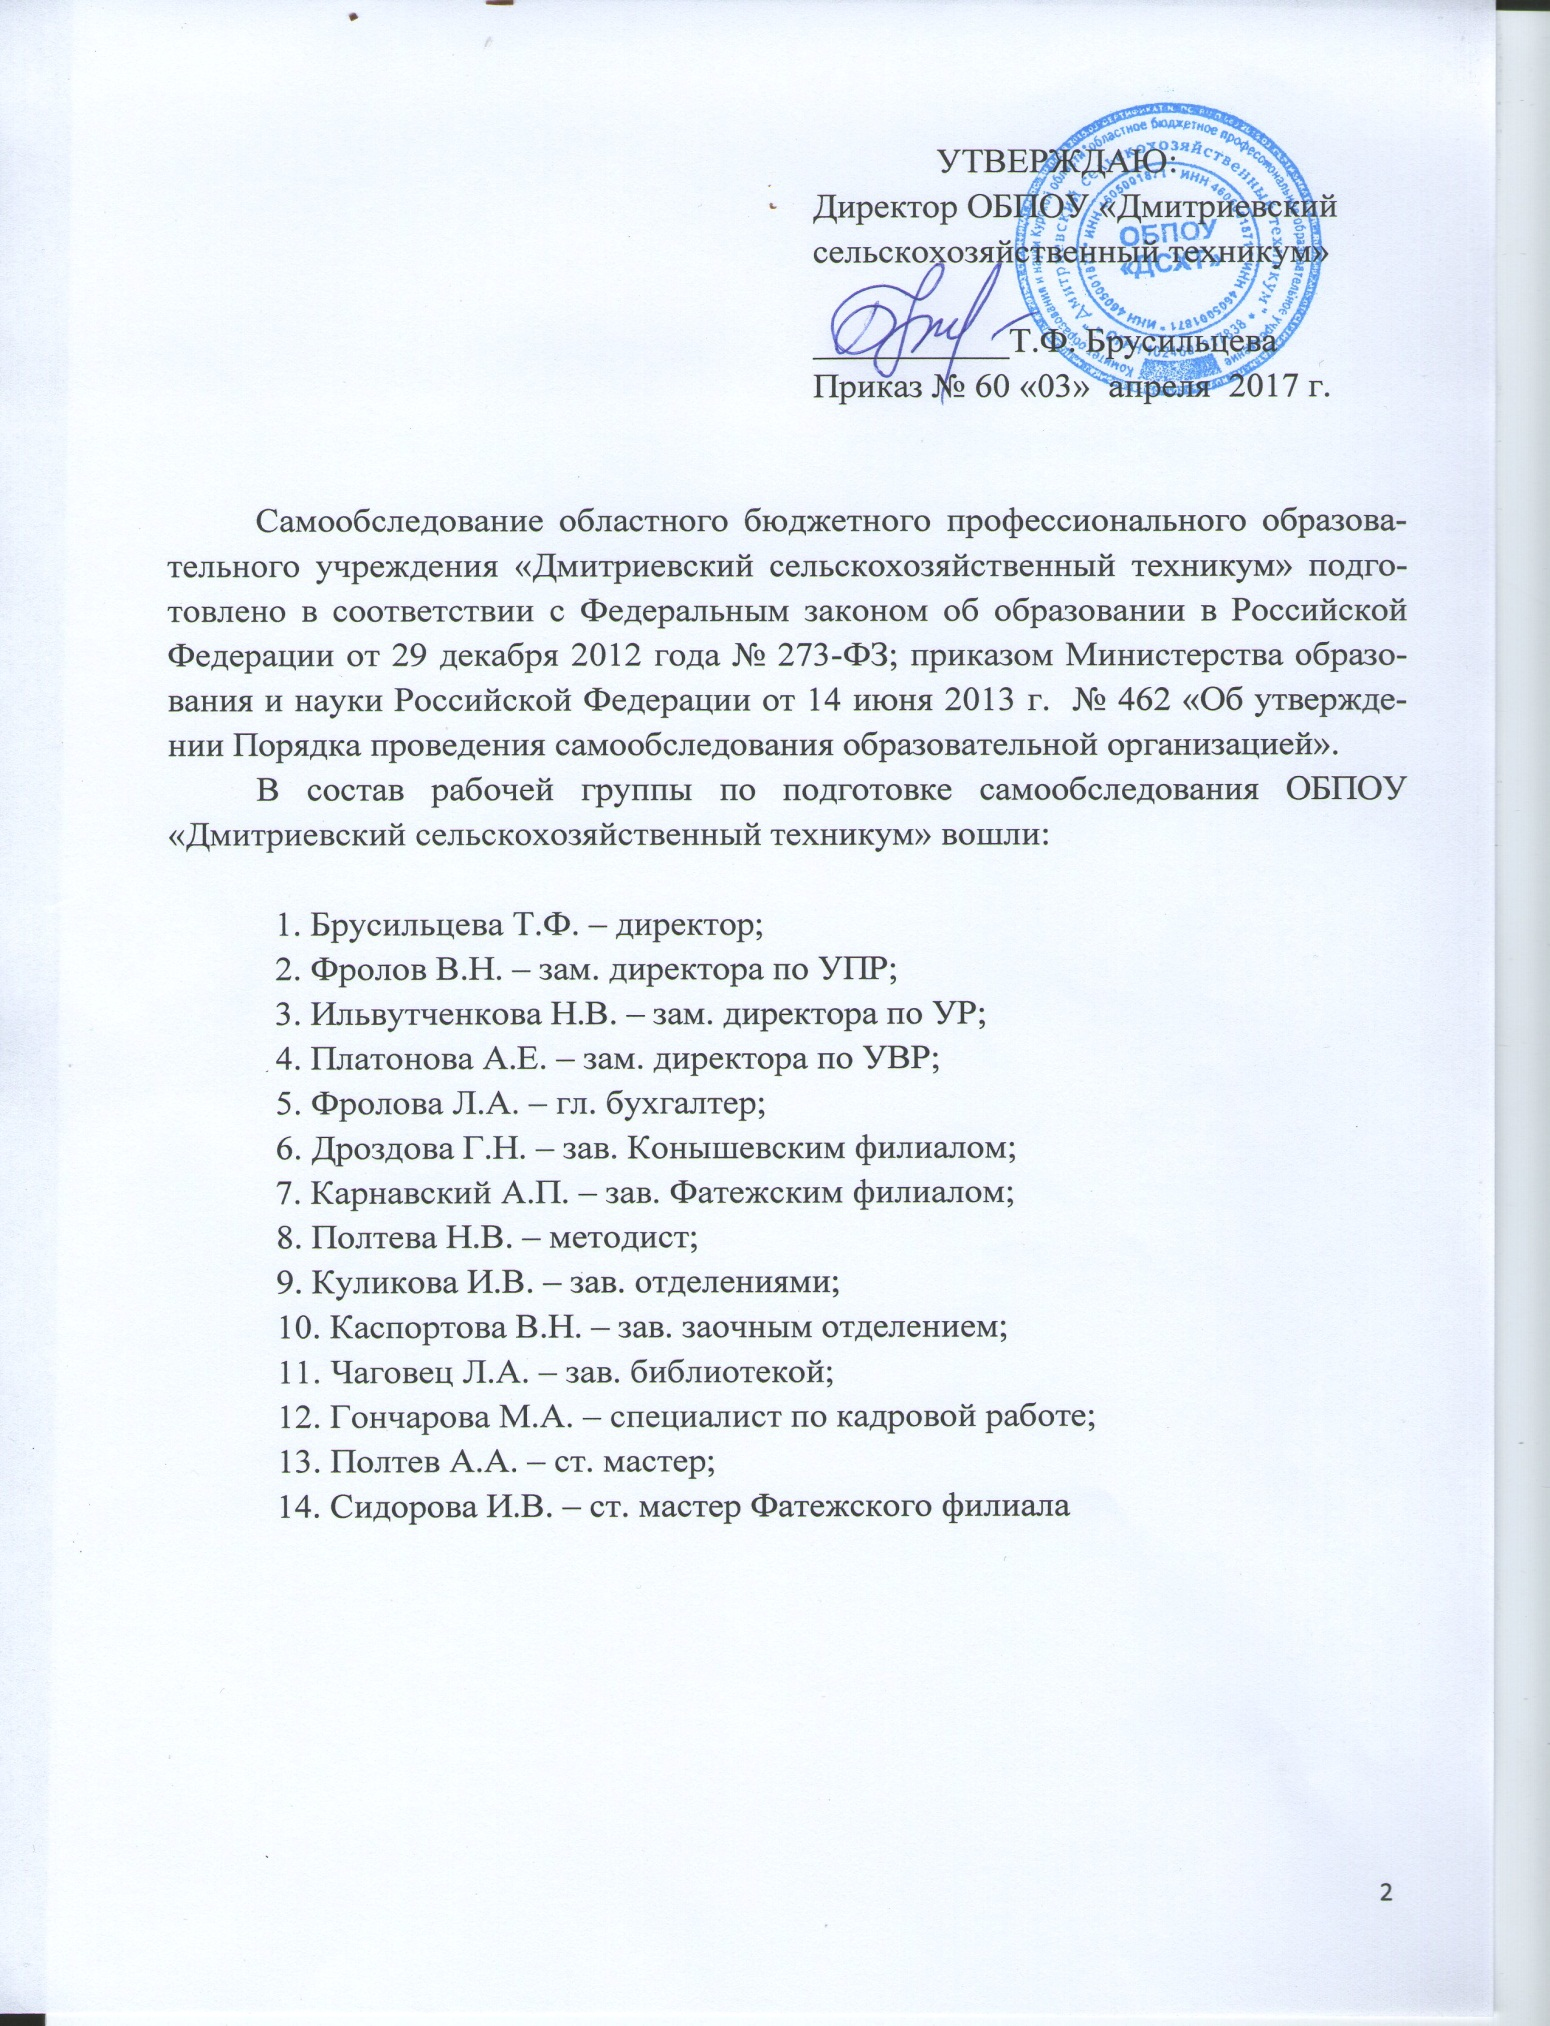 УТВЕРЖДАЮ:
Директор ОБПОУ «Дмитриевский
сельскохозяйственный техникум»
ОБПОУ
«ДСХТ»
___________Т.Ф. Брусильцева
Приказ № 60 «03»  апреля  2017 г.
Самообследование областного бюджетного профессионального образова-
тельного учреждения «Дмитриевский сельскохозяйственный техникум» подго-
товлено в соответствии с Федеральным законом об образовании в Российской
Федерации от 29 декабря 2012 года № 273-ФЗ; приказом Министерства образо-
вания и науки Российской Федерации от 14 июня 2013 г.  № 462 «Об утвержде-
нии Порядка проведения самообследования образовательной организацией».
В состав рабочей группы по подготовке самообследования ОБПОУ
«Дмитриевский сельскохозяйственный техникум» вошли:
1. Брусильцева Т.Ф. – директор;
2. Фролов В.Н. – зам. директора по УПР;
3. Ильвутченкова Н.В. – зам. директора по УР;
4. Платонова А.Е. – зам. директора по УВР;
5. Фролова Л.А. – гл. бухгалтер;
6. Дроздова Г.Н. – зав. Конышевским филиалом;
7. Карнавский А.П. – зав. Фатежским филиалом;
8. Полтева Н.В. – методист;
9. Куликова И.В. – зав. отделениями;
10. Каспортова В.Н. – зав. заочным отделением;
11. Чаговец Л.А. – зав. библиотекой;
12. Гончарова М.А. – специалист по кадровой работе;
13. Полтев А.А. – ст. мастер;
14. Сидорова И.В. – ст. мастер Фатежского филиала
2